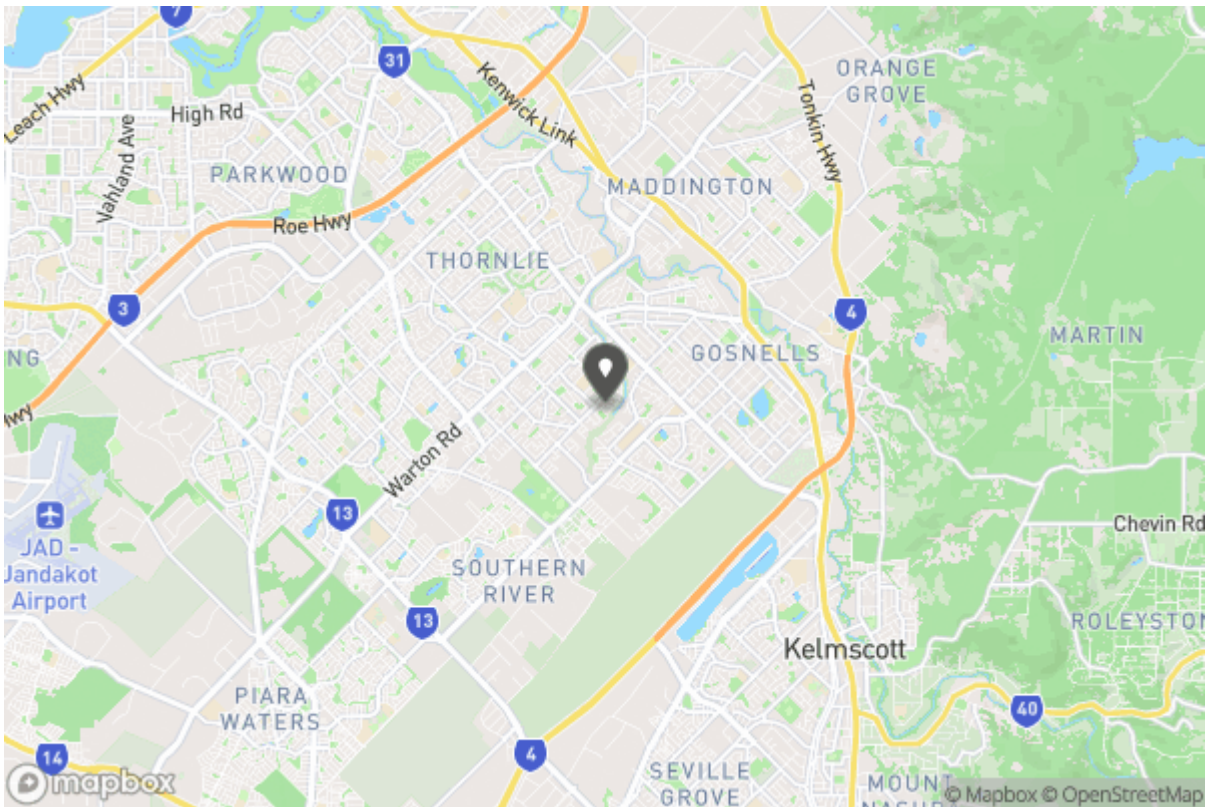 7
31
ORANGE
GROVE
Leach Hwy
High Rd
Kenwick Link
Tonkin Hwy
Vahland Ave
PARKWOOD
MADDINGTON
Roe Hwy
THORNLIE
3
4
MARTIN
NG
GOSNELLS
Hwy
Warton Rd
13
JAD -
Jandakot
Airport
Chevin Rd
SOUTHERN
RIVER
13
ROLEYSTON
Kelmscott
PIARA
WATERS
40
14
4
SEVILLE
GROVE
MOUNT
mapbox
© Mapbox © OpenStreetMap